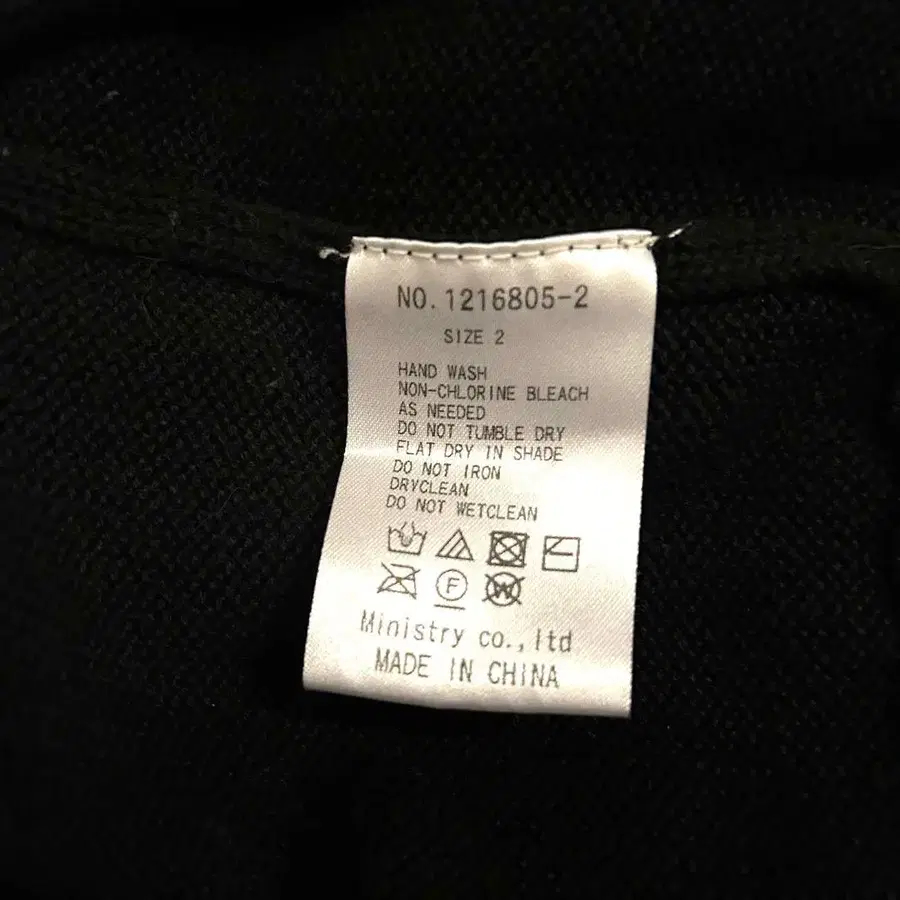 NO.1216805-2
SIZE 2
HAND WASH
NON-CHLORINE BLEACH
AS NEEDED
DO NOT TUMBLE DRY
FLAT DRY IN SHADE
DO NOT IRON
DRYCLEAN
DO NOT WETCLEAN
F W
Ministry co.,ltd
MADE IN CHINA